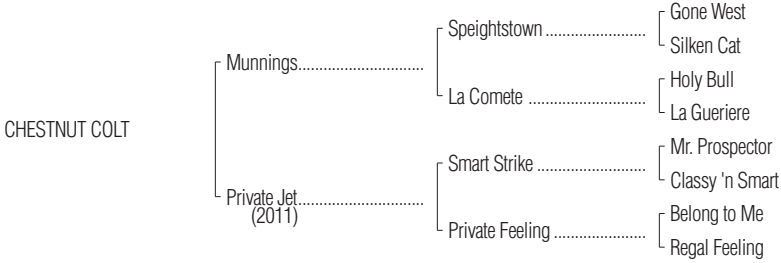 Gone West
Speightstown ........................
Silken Cat
Munnings..............................
Holy Bull
La Comete ............................
La Gueriere
CHESTNUT COLT
Mr. Prospector
Smart Strike ..........................
Classy 'n Smart
Private Jet..............................
(2011)
Belong to Me
Private Feeling ......................
Regal Feeling